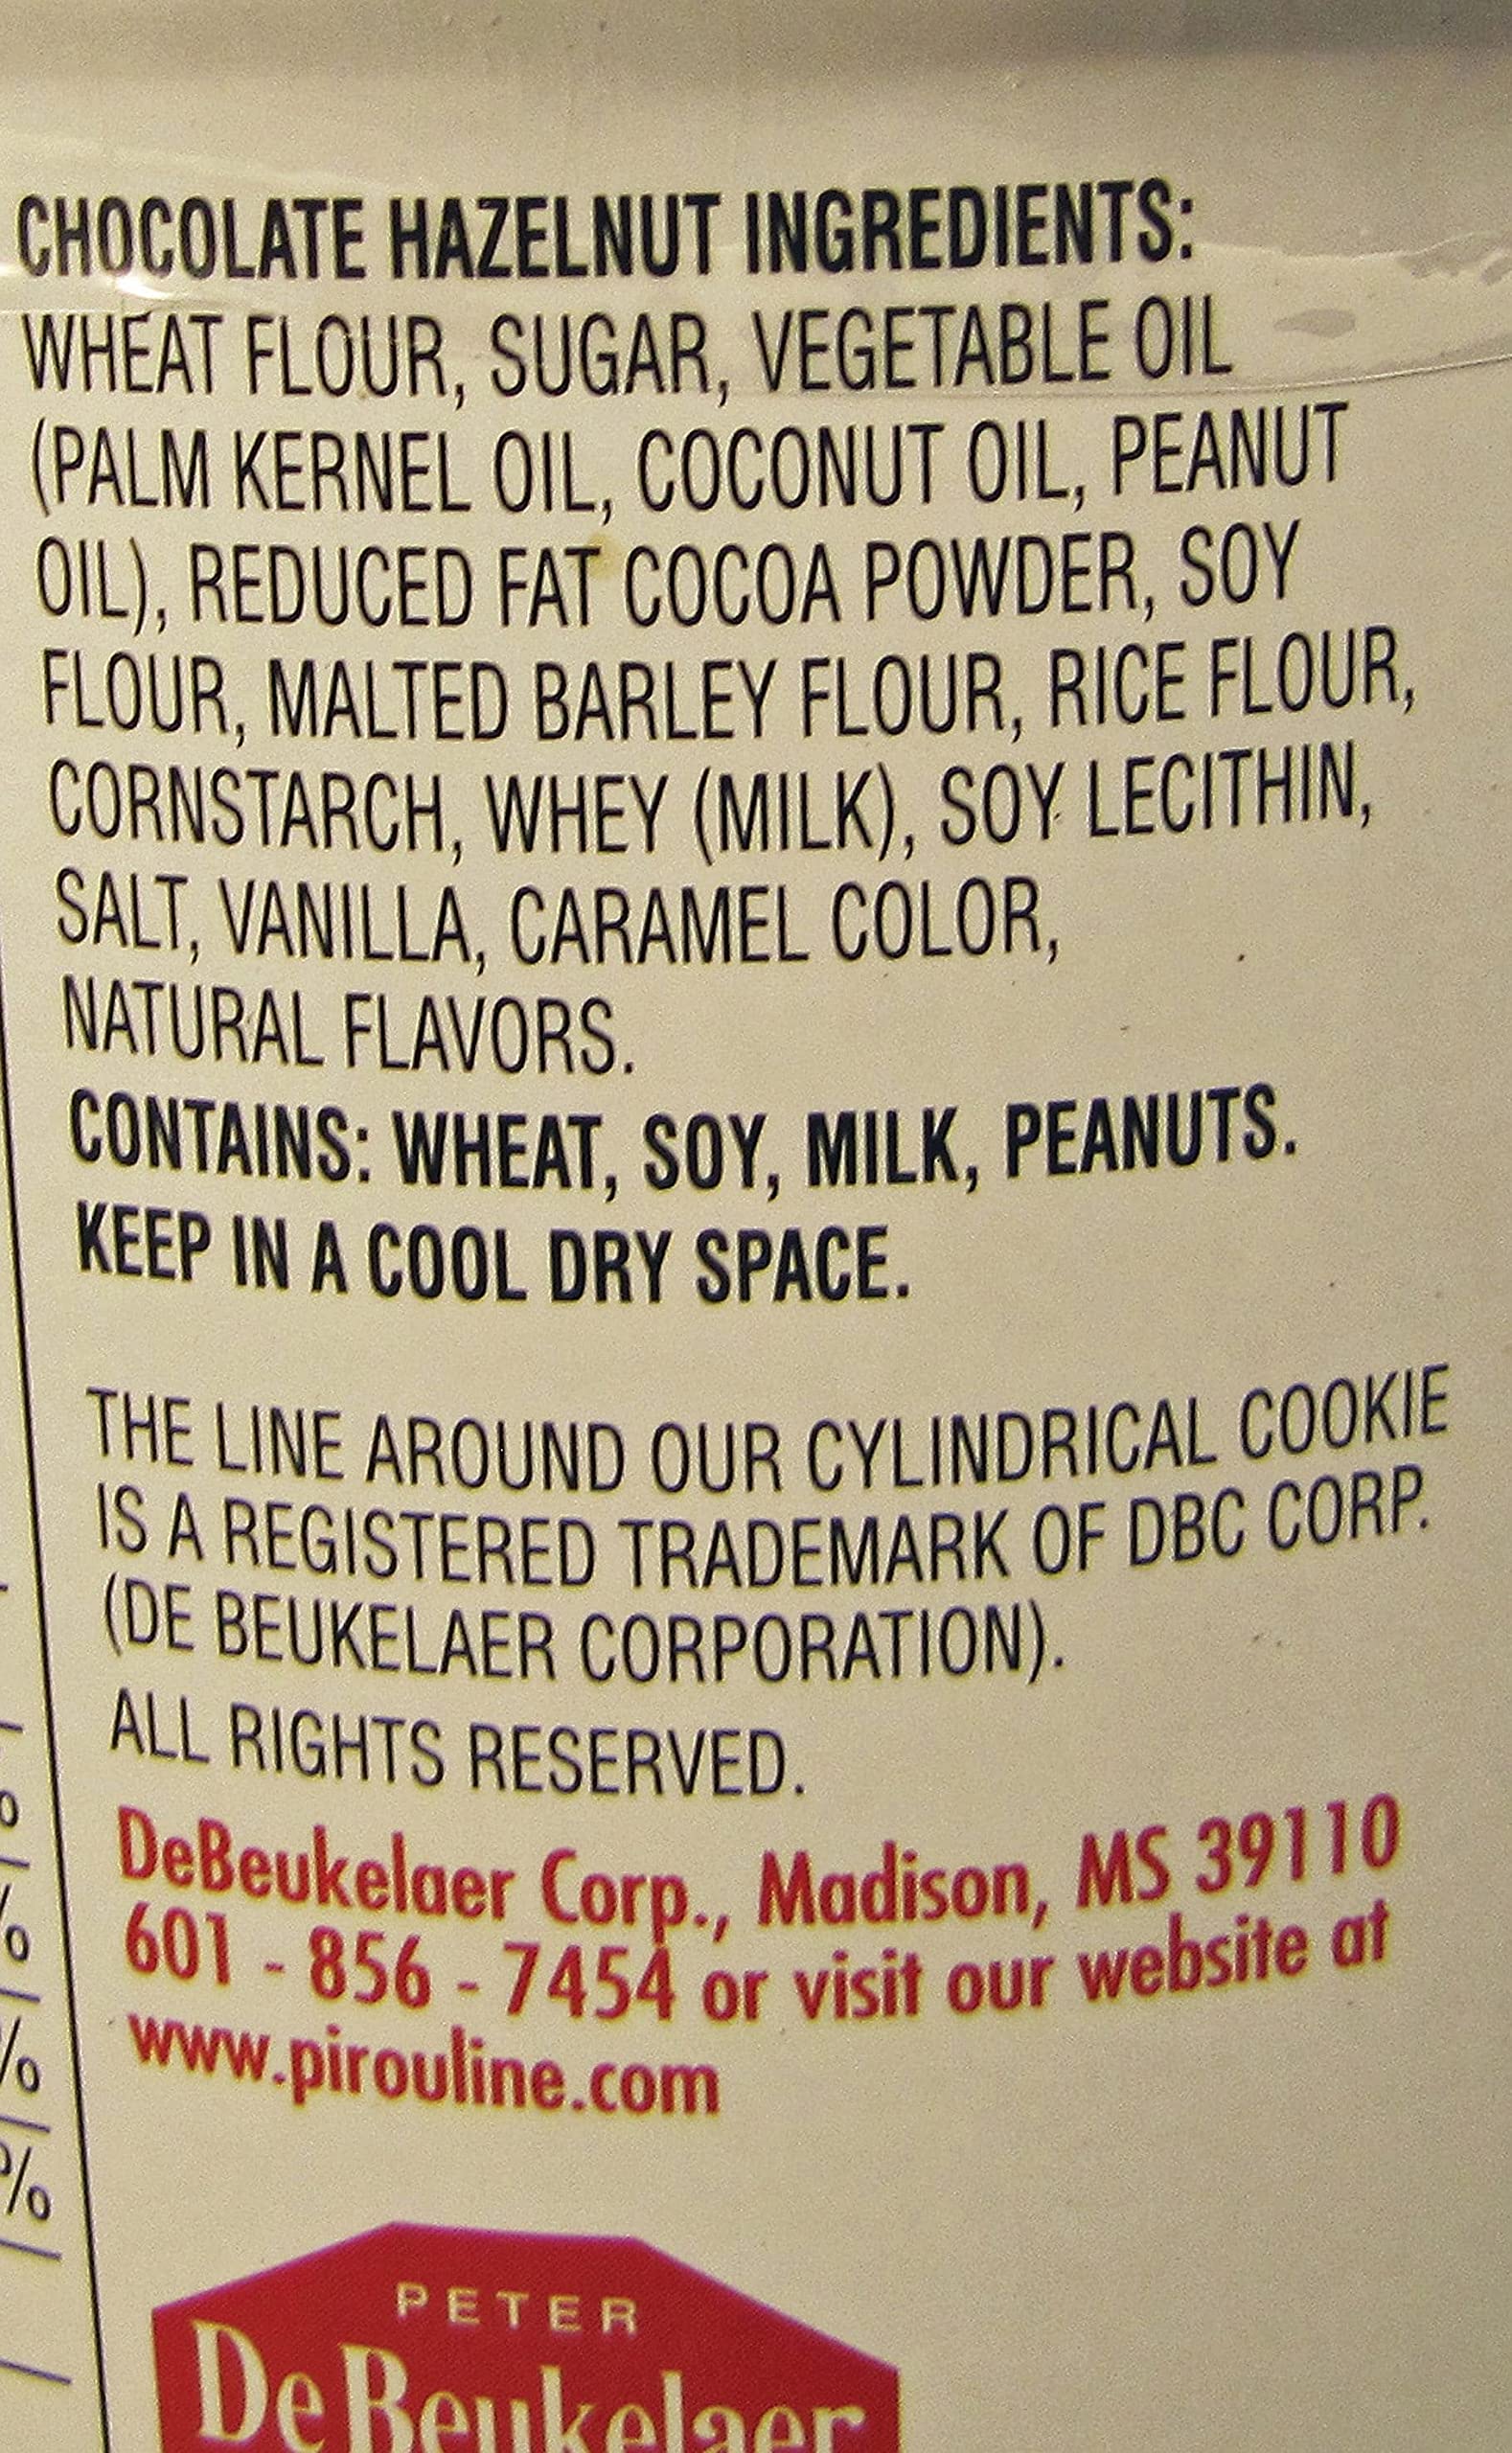 CHOCOLATE HAZELNUT INGREDIENTS:
WHEAT FLOUR, SUGAR, VEGETABLE OIL
(PALM KERNEL OIL, COCONUT OIL, PEANUT
OIL), REDUCED FAT COCOA POWDER, SOY
FLOUR, MALTED BARLEY FLOUR, RICE FLOUR,
CORNSTARCH, WHEY (MILK), SOY LECITHIN,
SALT, VANILLA, CARAMEL COLOR,
NATURAL FLAVORS.
CONTAINS: WHEAT, SOY, MILK, PEANUTS.
KEEP IN A COOL DRY SPACE.
THE LINE AROUND OUR CYLINDRICAL COOKIE
IS A REGISTERED TRADEMARK OF DBC CORP.
(DE BEUKELAER CORPORATION).
ALL RIGHTS RESERVED.
DeBeukelaer Corp., Madison, MS 39110
601 - 856 - 7454 or visit our website at
www.pirouline.com
PETER
DeBeukelaer